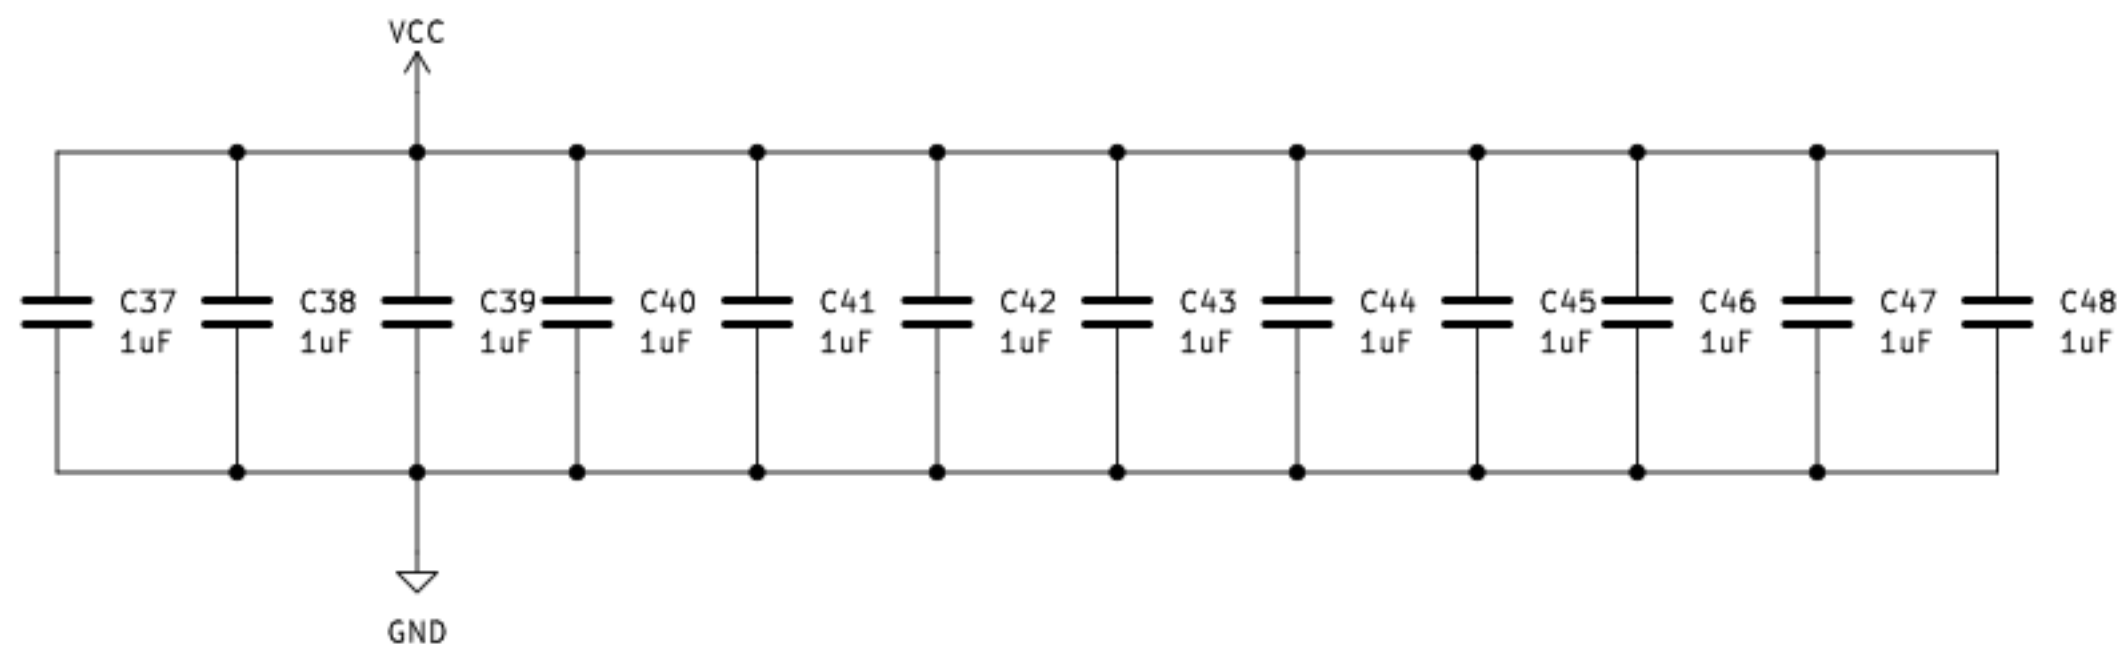 VCC
C37 C38 C39 C40 C41 C42 C43 C44 C45 C46 C47 C48
1uF 1uF 1uF 1uF 1uF 1uF 1uF 1uF 1uF 1uF 1uF 1uF
GND